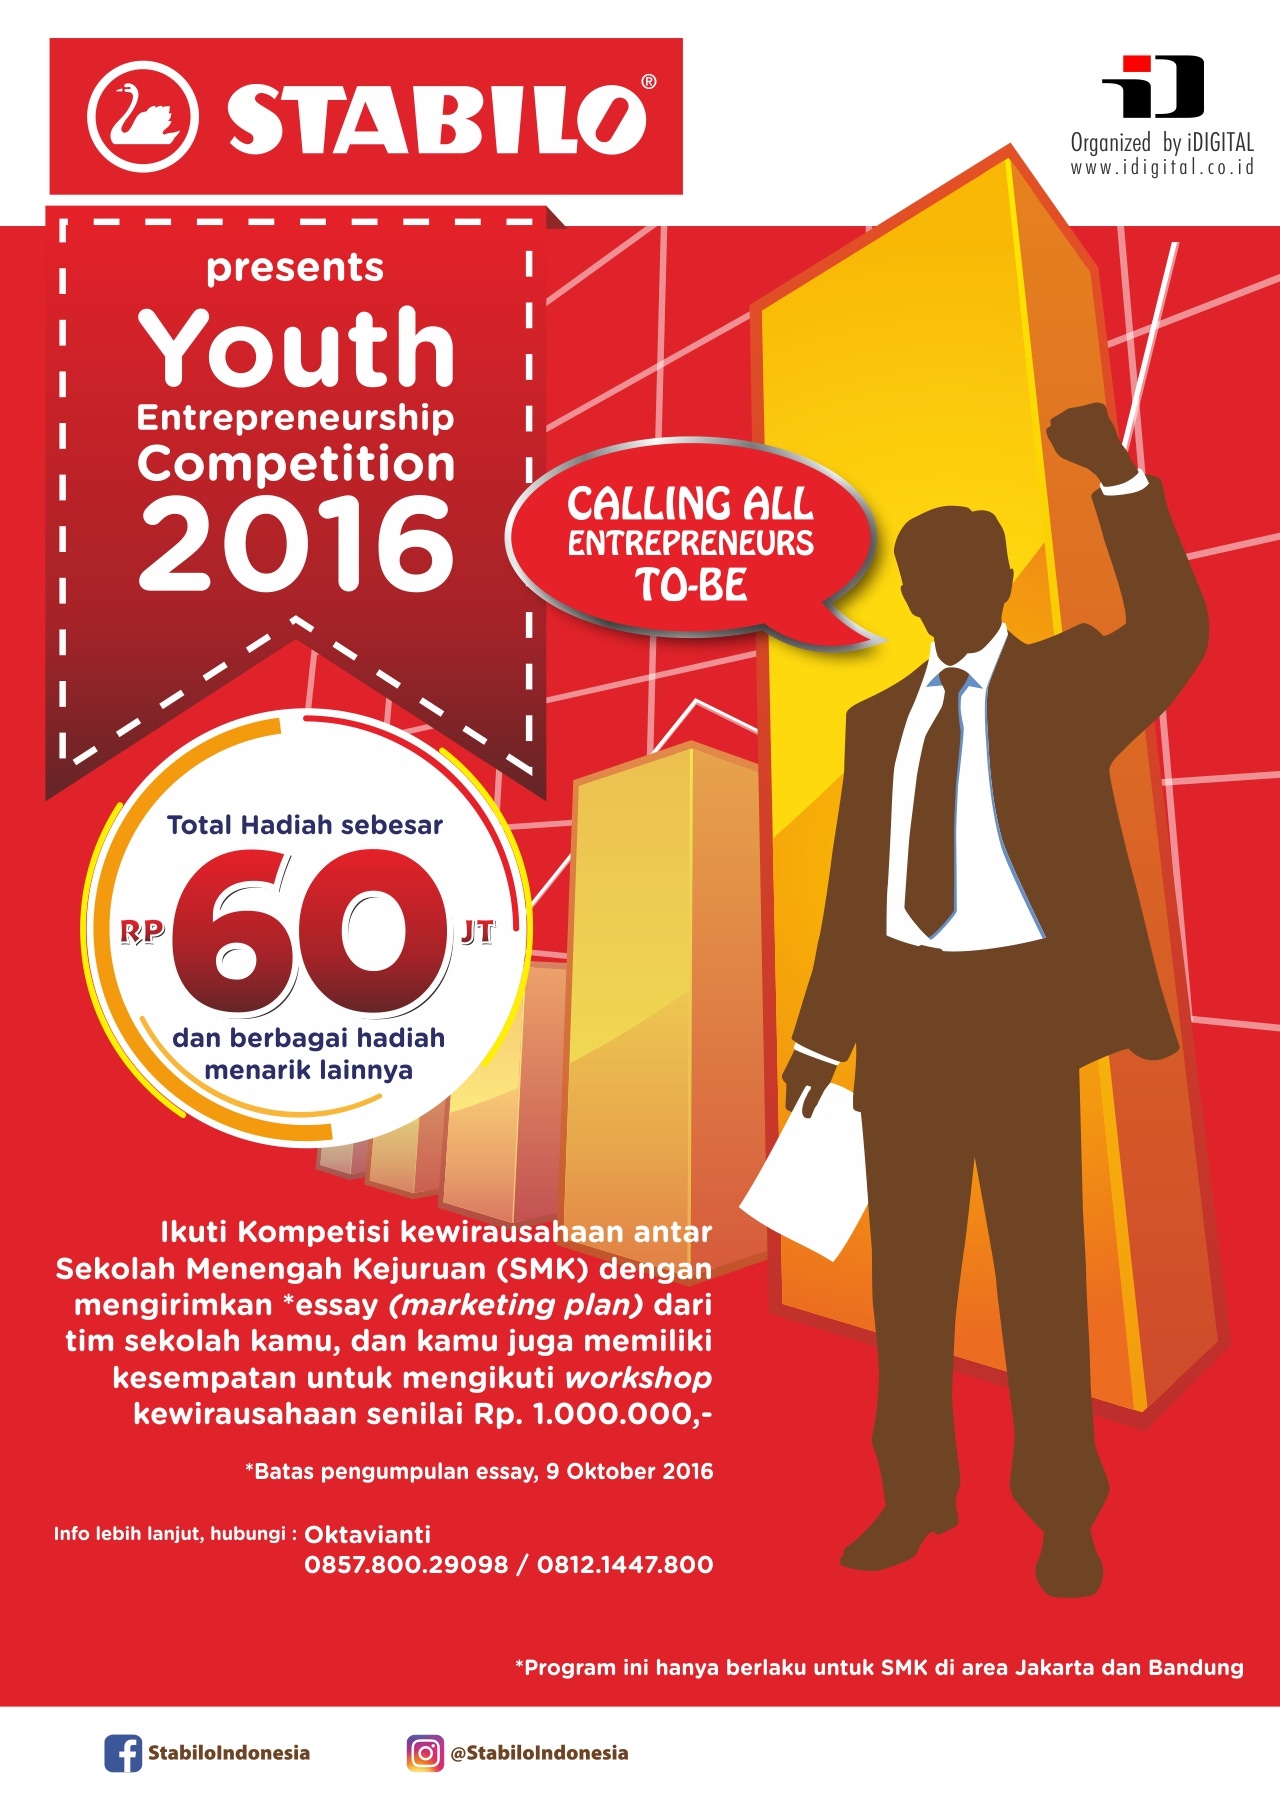 STABILO®
iD
Organized by iDIGITAL
www.idigital.co.id
presents
Youth
Entrepreneurship
Competition
2016
CALLING ALL
ENTREPRENEURS
TO-BE
Total Hadiah sebesar
RP 60 JT
dan berbagai hadiah
menarik lainnya
Ikuti Kompetisi kewirausahaan antar
Sekolah Menengah Kejuruan (SMK) dengan
mengirimkan *essay (marketing plan) dari
tim sekolah kamu, dan kamu juga memiliki
kesempatan untuk mengikuti workshop
kewirausahaan senilai Rp. 1.000.000,-
*Batas pengumpulan essay, 9 Oktober 2016
Info lebih lanjut, hubungi : Oktavianti
0857.800.29098 / 0812.1447.800
*Program ini hanya berlaku untuk SMK di area Jakarta dan Bandung
StabiloIndonesia
@StabiloIndonesia